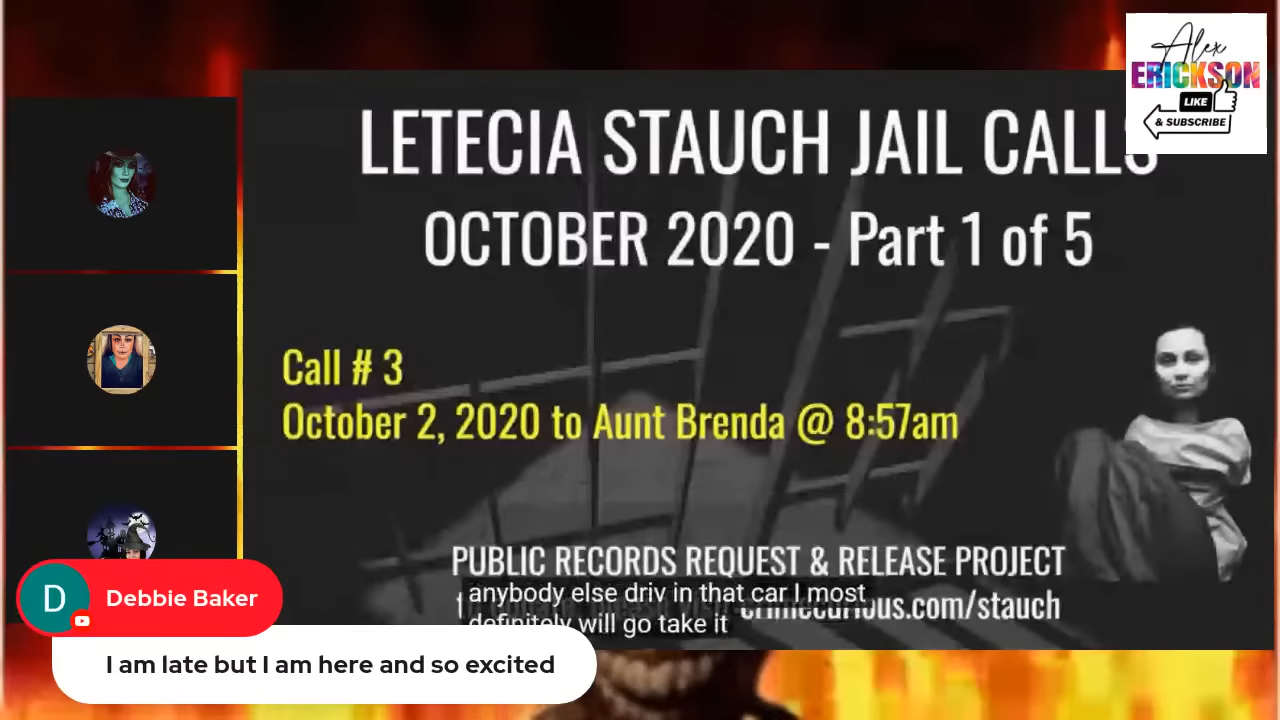 Alex
ERICKSON
LIKE
& SUBSCRIBE
LETECIA STAUCH JAIL CALLS
OCTOBER 2020 - Part 1 of 5
Call # 3
October 2, 2020 to Aunt Brenda @ 8:57am
PUBLIC RECORDS REQUEST & RELEASE PROJECT
crimecurious.com/stauch
anybody else driv in that car I most
definitely will go take it
D
Debbie Baker
I am late but I am here and so excited